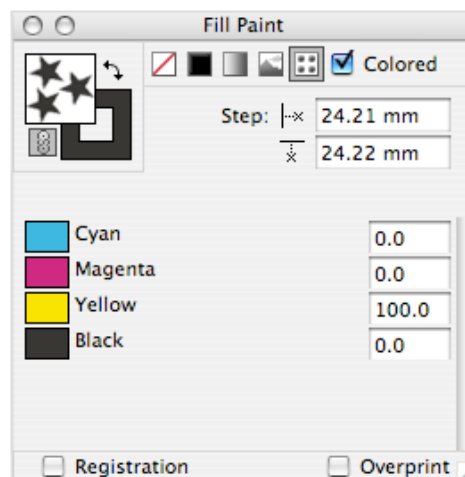 Fill Paint
Colored
Step: 24.21 mm
24.22 mm
Cyan 0.0
Magenta 0.0
Yellow 100.0
Black 0.0
Registration Overprint